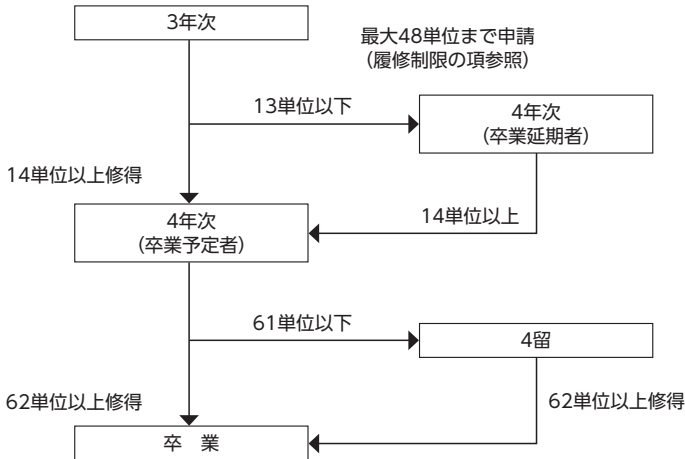 3年次
最大48単位まで申請
(履修制限の項参照)
13単位以下
4年次
(卒業延期者)
14単位以上修得
4年次
(卒業予定者)
14単位以上
61単位以下
4留
62単位以上修得
62単位以上修得
卒　業